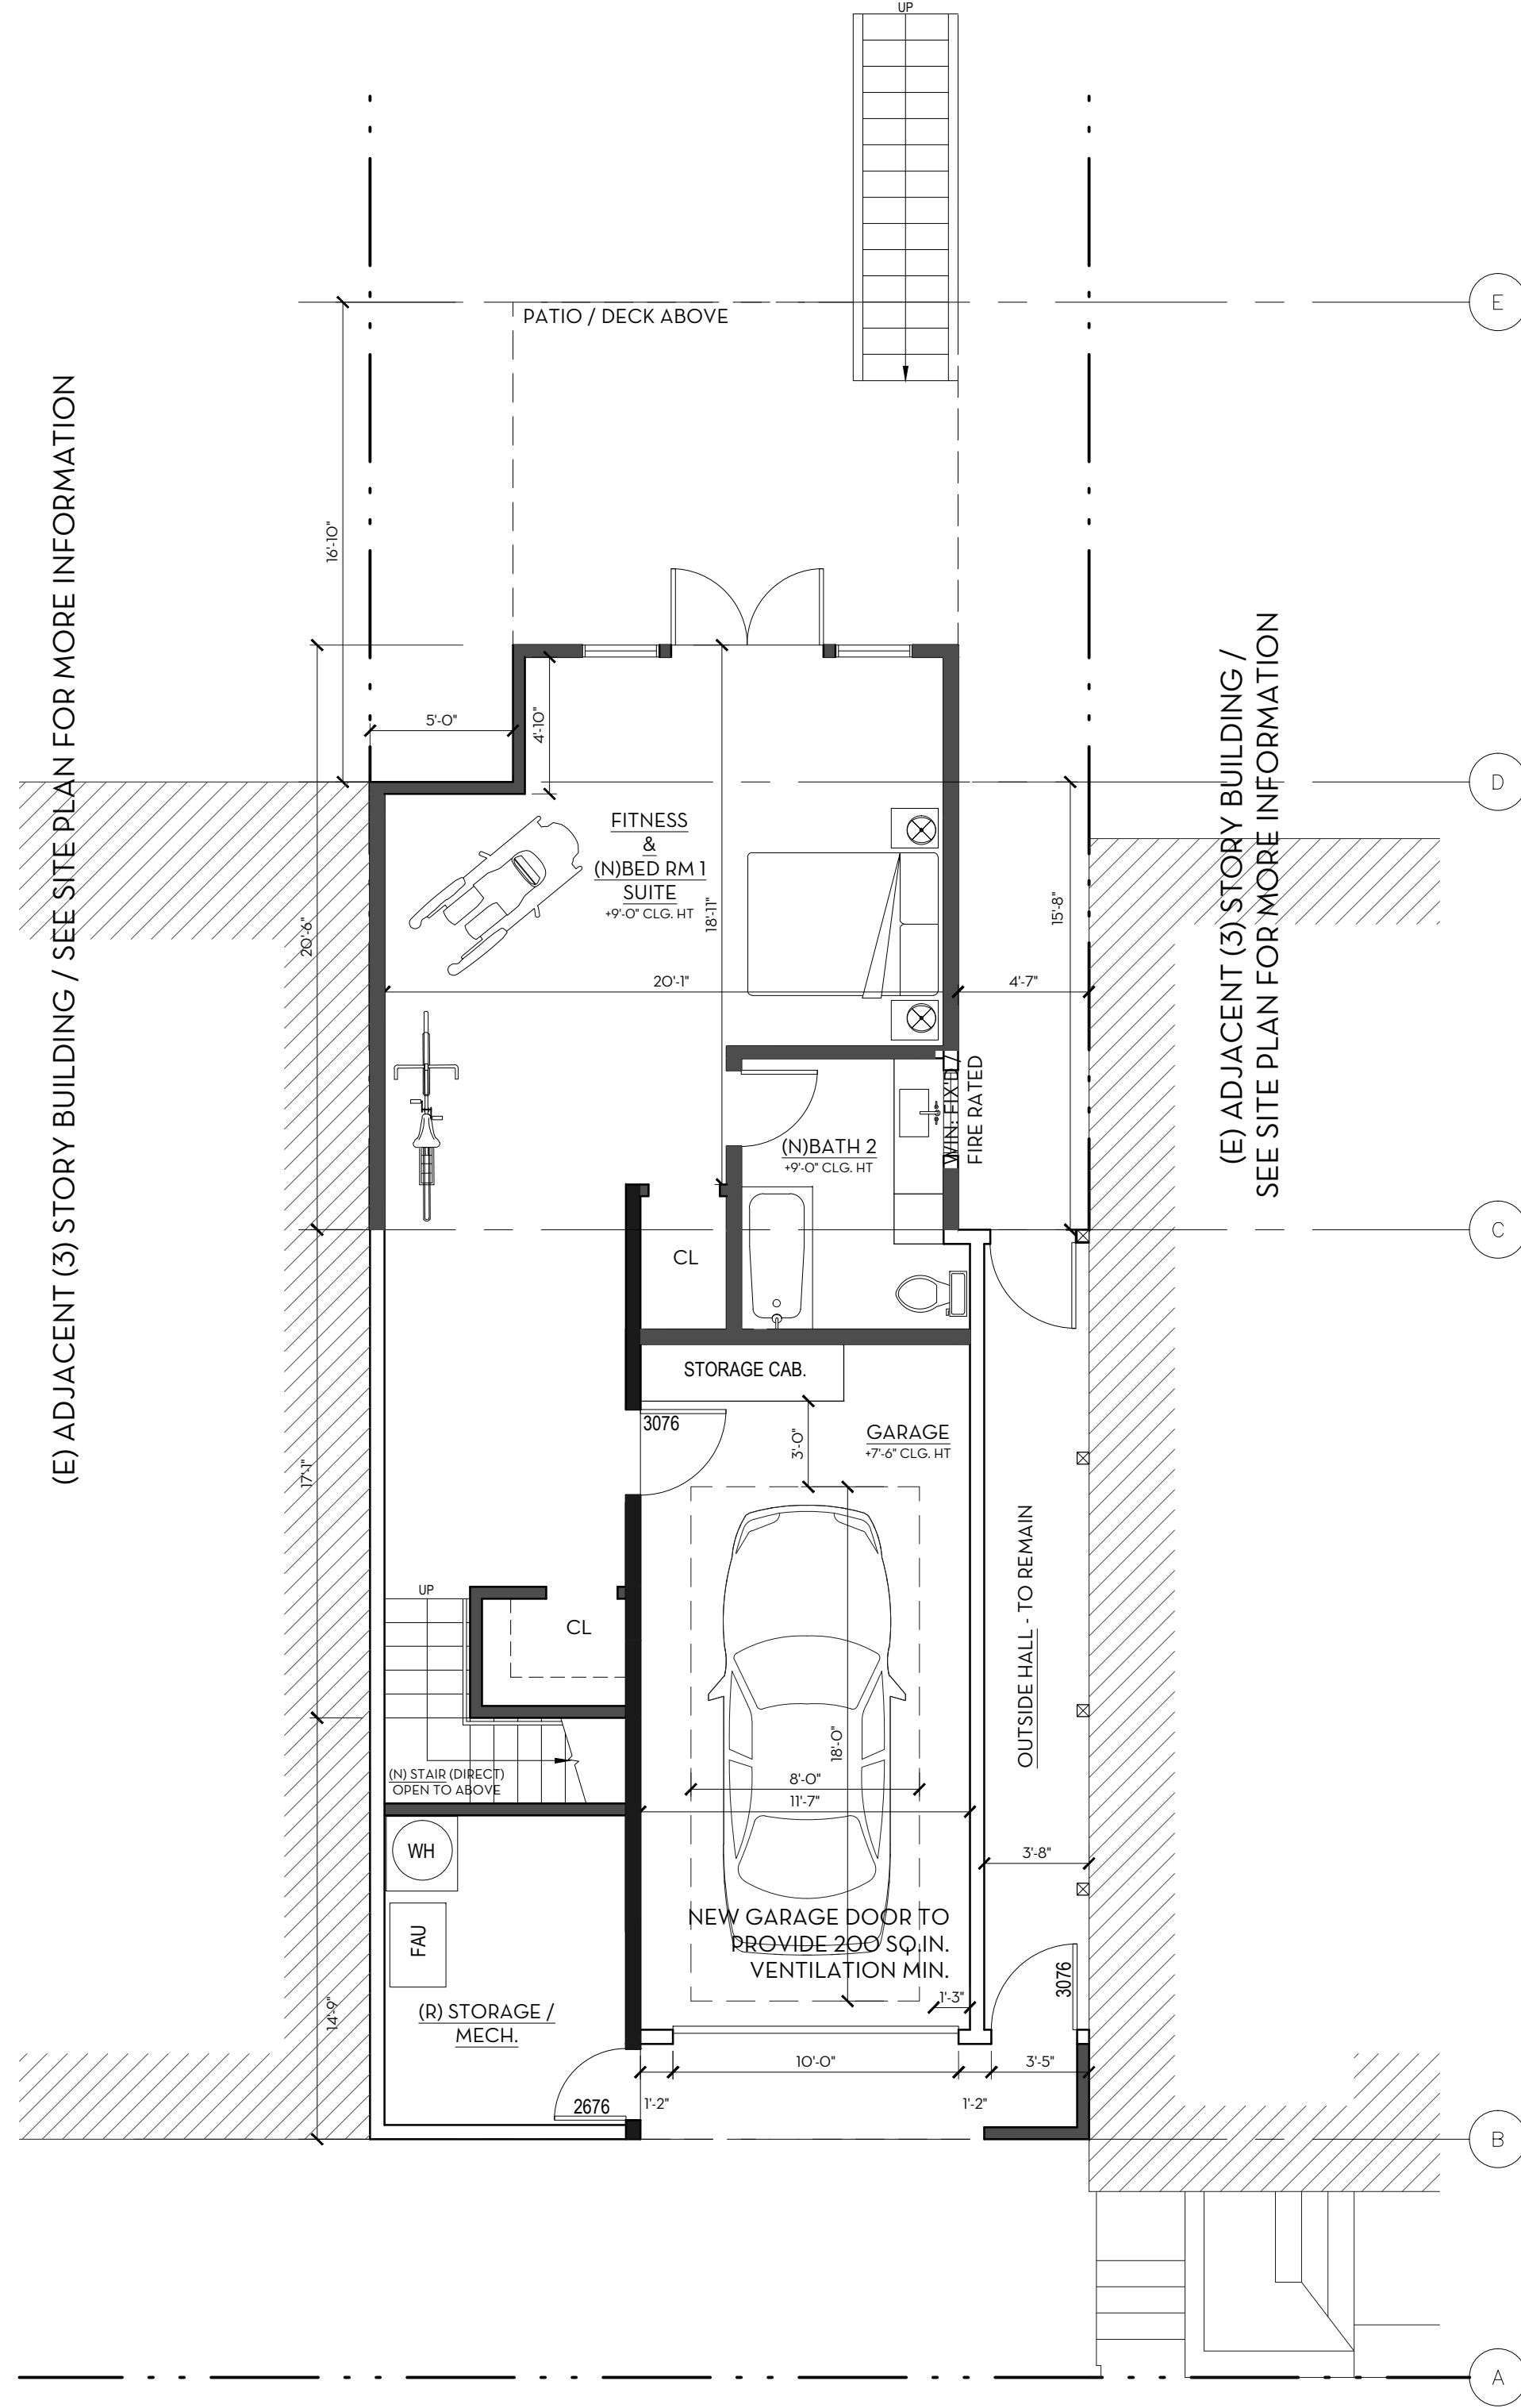 UP
E
PATIO / DECK ABOVE
16'-10"
(E) ADJACENT (3) STORY BUILDING / SEE SITE PLAN FOR MORE INFORMATION
5'-0"
4'-10"
D
(E) ADJACENT (3) STORY BUILDING /
SEE SITE PLAN FOR MORE INFORMATION
FITNESS
&
(N)BED RM 1
SUITE
+9'-0" CLG. HT
18'-11"
15'-8"
20'-6"
20'-1"
4'-7"
WIN: FIX'D /
FIRE RATED
(N)BATH 2
+9'-0" CLG. HT
C
CL
STORAGE CAB.
3076
3'-0"
GARAGE
+7'-6" CLG. HT
17'-1"
OUTSIDE HALL - TO REMAIN
UP
CL
18'-0"
(N) STAIR (DIRECT)
OPEN TO ABOVE
8'-0"
11'-7"
WH
3'-8"
FAU
NEW GARAGE DOOR TO
PROVIDE 200 SQ.IN.
VENTILATION MIN.
3076
1'-3"
14'-9"
(R) STORAGE /
MECH.
10'-0"
3'-5"
2676
1'-2"
1'-2"
B
A